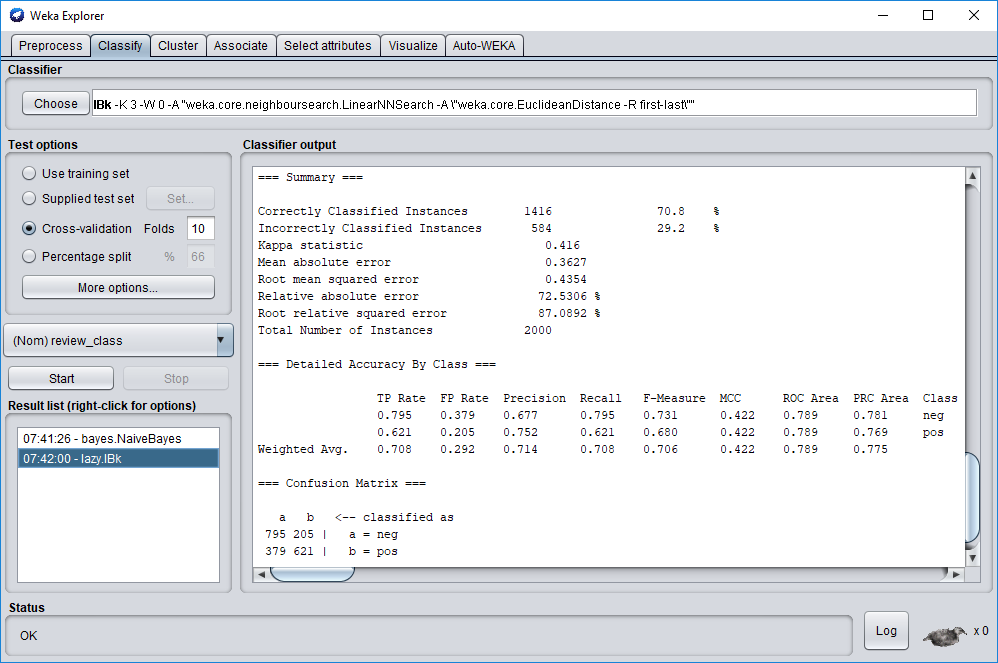 Weka Explorer
Preprocess Classify Cluster Associate Select attributes Visualize Auto-WEKA
Classifier
Choose IBk -K 3 -W 0 -A "weka.core.neighboursearch.LinearNNSearch -A \"weka.core.EuclideanDistance -R first-last\""
Test options
Use training set
Supplied test set Set...
Cross-validation Folds 10
Percentage split % 66
More options...
(Nom) review_class
Start Stop
Result list (right-click for options)
07:41:26 - bayes.NaiveBayes
07:42:00 - lazy.IBk
Classifier output
=== Summary ===
Correctly Classified Instances 1416 70.8 %
Incorrectly Classified Instances 584 29.2 %
Kappa statistic 0.416
Mean absolute error 0.3627
Root mean squared error 0.4354
Relative absolute error 72.5306 %
Root relative squared error 87.0892 %
Total Number of Instances 2000
=== Detailed Accuracy By Class ===
TP Rate FP Rate Precision Recall F-Measure MCC ROC Area PRC Area Class
0.795 0.379 0.677 0.795 0.731 0.422 0.789 0.781 neg
0.621 0.205 0.752 0.621 0.680 0.422 0.789 0.769 pos
Weighted Avg. 0.708 0.292 0.714 0.708 0.706 0.422 0.789 0.775
=== Confusion Matrix ===
a b <-- classified as
795 205 | a = neg
379 621 | b = pos
Status
OK
Log
x 0